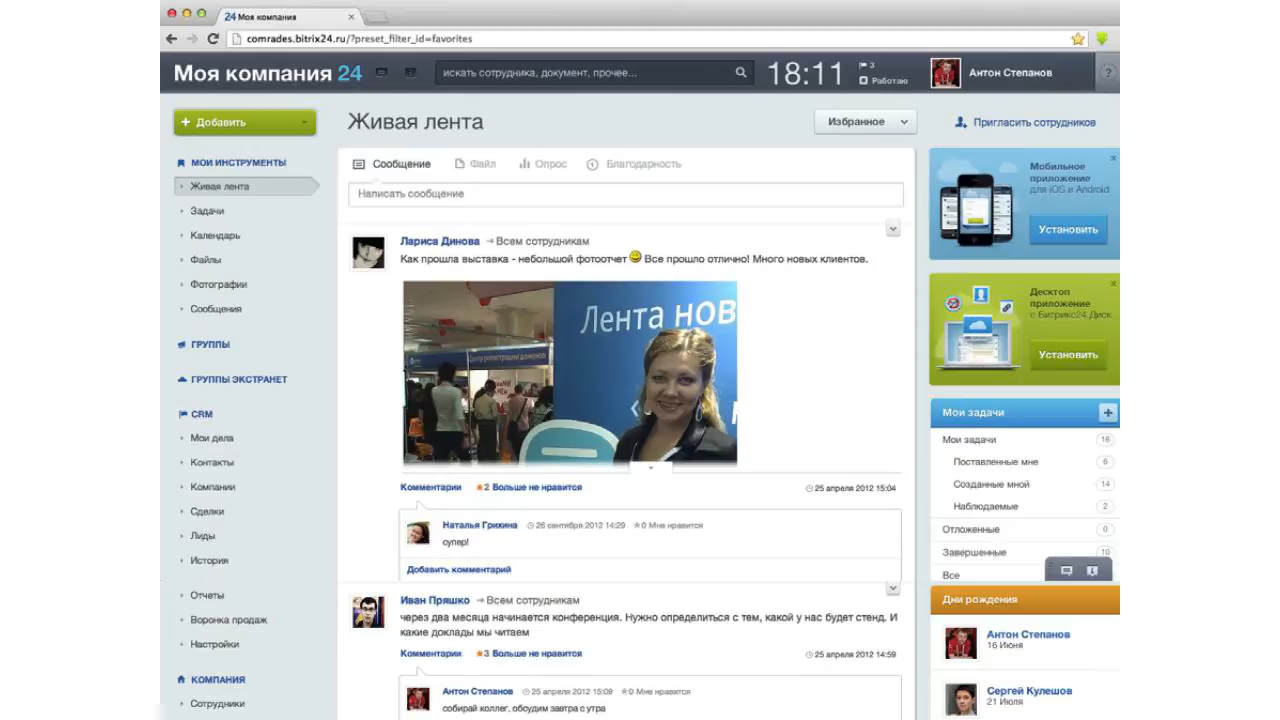 24 Моя компания
comrades.bitrix24.ru/?preset_filter_id=favorites
Моя компания 24
искать сотрудника, документ, прочее...
18:11
3
Работаю
Антон Степанов
?
+ Добавить
Живая лента
Избранное
Пригласить сотрудников
МОИ ИНСТРУМЕНТЫ
Живая лента
Задачи
Календарь
Файлы
Фотографии
Сообщения
ГРУППЫ
ГРУППЫ ЭКСТРАНЕТ
CRM
Мои дела
Контакты
Компании
Сделки
Лиды
История
Отчеты
Воронка продаж
Настройки
КОМПАНИЯ
Сотрудники
Сообщение
Файл
Опрос
Благодарность
Написать сообщение
Лариса Динова → Всем сотрудникам
Как прошла выставка - небольшой фотоотчет Все прошло отлично! Много новых клиентов.
Лента нов
Центр регистрации доменов
Комментарии ★2 Больше не нравится
25 апреля 2012 15:04
Наталья Грихина 26 сентября 2012 14:29 ☆0 Мне нравится
супер!
Добавить комментарий
Иван Пряшко → Всем сотрудникам
через два месяца начинается конференция. Нужно определиться с тем, какой у нас будет стенд. И
какие доклады мы читаем
Комментарии ★3 Больше не нравится
25 апреля 2012 14:59
Антон Степанов 25 апреля 2012 15:09 ☆0 Мне нравится
собирай коллег, обсудим завтра с утра
Мобильное
приложение
для iOS и Android
Установить
Десктоп
приложение
с Битрикс24.Диск
Установить
Мои задачи +
Мои задачи 16
Поставленные мне 6
Созданные мной 14
Наблюдаемые 2
Отложенные 0
Завершенные 10
Все
Дни рождения
Антон Степанов
16 Июня
Сергей Кулешов
21 Июля